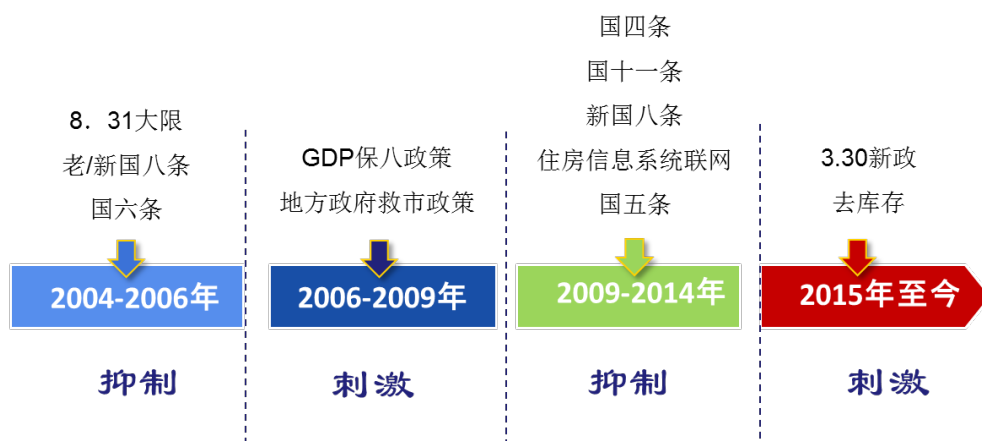 8．31大限
老/新国八条
国六条
2004-2006年
抑制
GDP保八政策
地方政府救市政策
2006-2009年
刺激
国四条
国十一条
新国八条
住房信息系统联网
国五条
2009-2014年
抑制
3.30新政
去库存
2015年至今
刺激